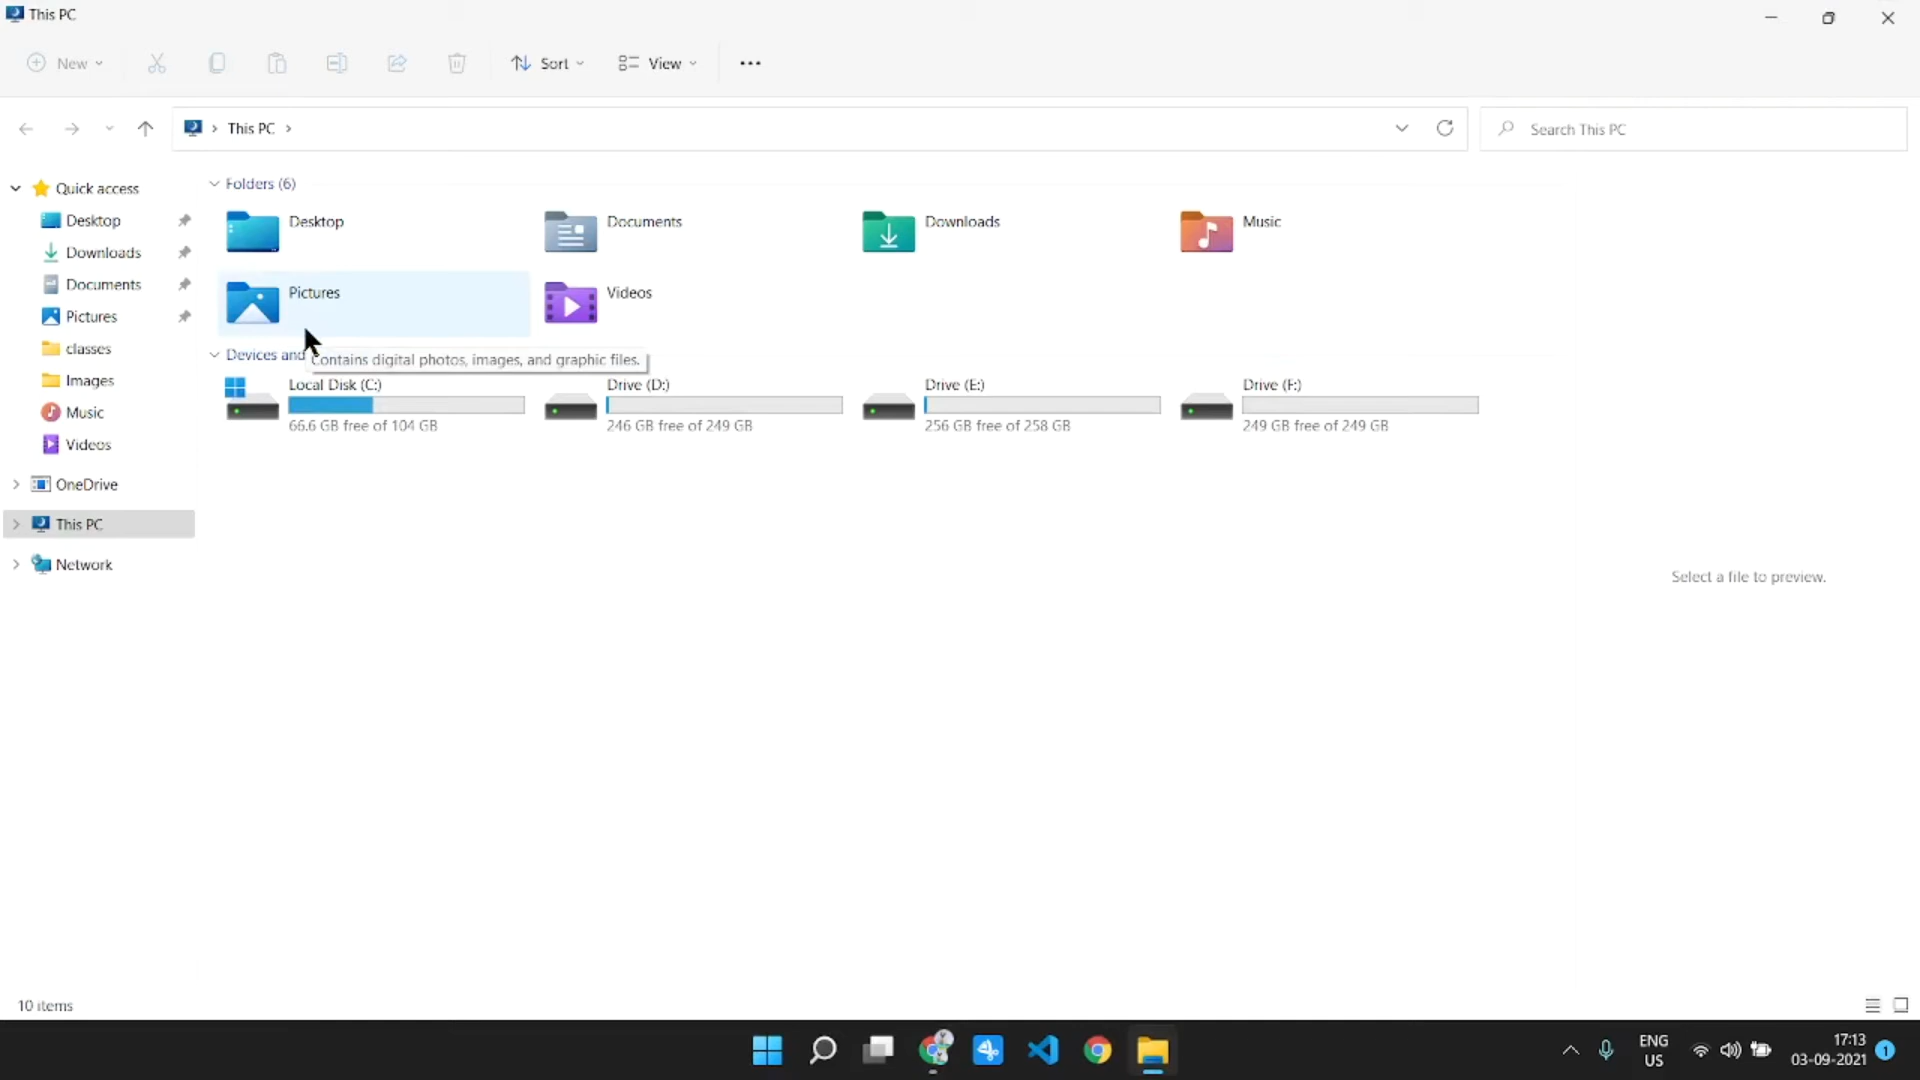 This PC
New
Sort
View
This PC
Search This PC
Quick access
Desktop
Downloads
Documents
Pictures
classes
Images
Music
Videos
OneDrive
This PC
Network
Folders (6)
Desktop
Documents
Downloads
Music
Pictures
Videos
Devices and
Contains digital photos, images, and graphic files.
Local Disk (C:)
66.6 GB free of 104 GB
Drive (D:)
246 GB free of 249 GB
Drive (E:)
256 GB free of 258 GB
Drive (F:)
249 GB free of 249 GB
Select a file to preview.
10 items
ENG
US
17:13
03-09-2021
1